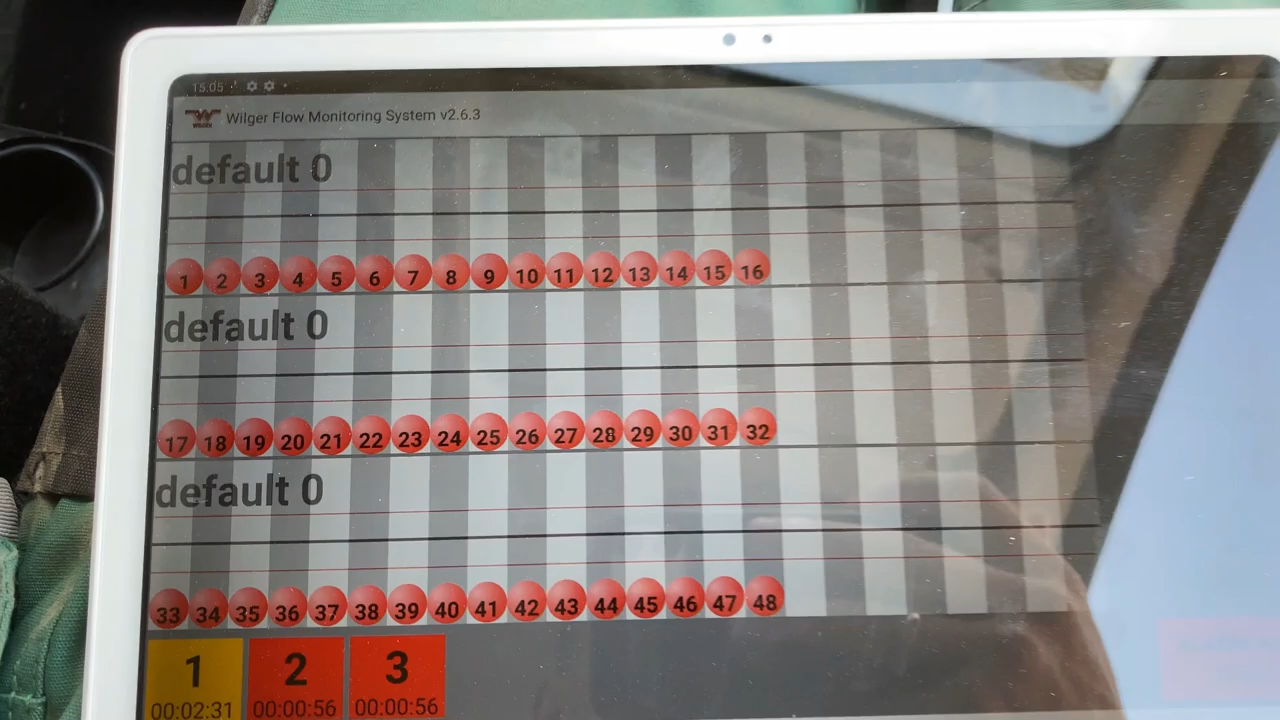 15:05
WILGER
Wilger Flow Monitoring System v2.6.3
default 0
1 2 3 4 5 6 7 8 9 10 11 12 13 14 15 16
default 0
17 18 19 20 21 22 23 24 25 26 27 28 29 30 31 32
default 0
33 34 35 36 37 38 39 40 41 42 43 44 45 46 47 48
1 2 3
00:02:31 00:00:56 00:00:56